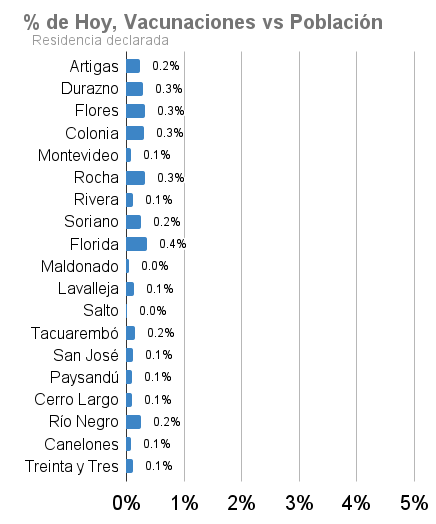 % de Hoy, Vacunaciones vs Población
Residencia declarada
Artigas 0.2%
Durazno 0.3%
Flores 0.3%
Colonia 0.3%
Montevideo 0.1%
Rocha 0.3%
Rivera 0.1%
Soriano 0.2%
Florida 0.4%
Maldonado 0.0%
Lavalleja 0.1%
Salto 0.0%
Tacuarembó 0.2%
San José 0.1%
Paysandú 0.1%
Cerro Largo 0.1%
Río Negro 0.2%
Canelones 0.1%
Treinta y Tres 0.1%
0% 1% 2% 3% 4% 5%